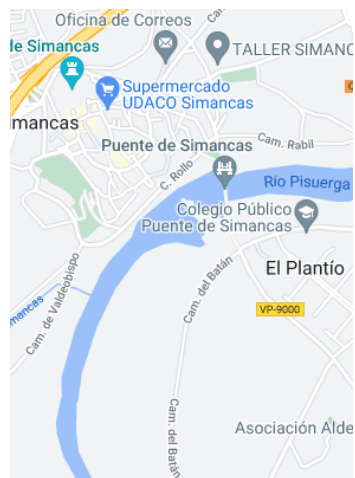 Oficina de Correos
de Simancas
TALLER SIMANC
Supermercado
UDACO Simancas
imancas
Cam. Rabil
Puente de Simancas
C. Rollo
Río Pisuerga
Colegio Público
Puente de Simancas
El Plantío
Cam. de Valdeobispo
Cam. del Batán
VP-9000
imancas
Cam. del Batán
Asociación Alde